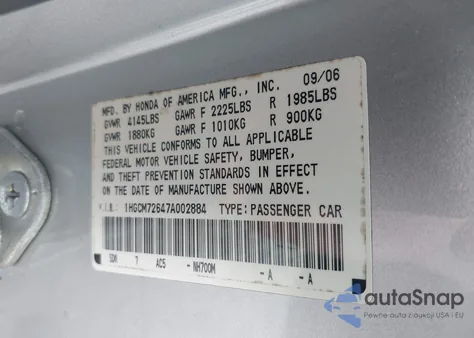 MFD. BY HONDA OF AMERICA MFG., INC. 09/06
GVWR 4145LBS GAWR F 2225LBS R 1985LBS
GVWR 1880KG GAWR F 1010KG R 900KG
THIS VEHICLE CONFORMS TO ALL APPLICABLE
FEDERAL MOTOR VEHICLE SAFETY, BUMPER,
AND THEFT PREVENTION STANDARDS IN EFFECT
ON THE DATE OF MANUFACTURE SHOWN ABOVE.
V.I.N.: 1HGCM72647A002884 TYPE: PASSENGER CAR
SDN 7 AC5 - NH700M -A -A
autoSnap
Pewne auta z aukcji USA i EU